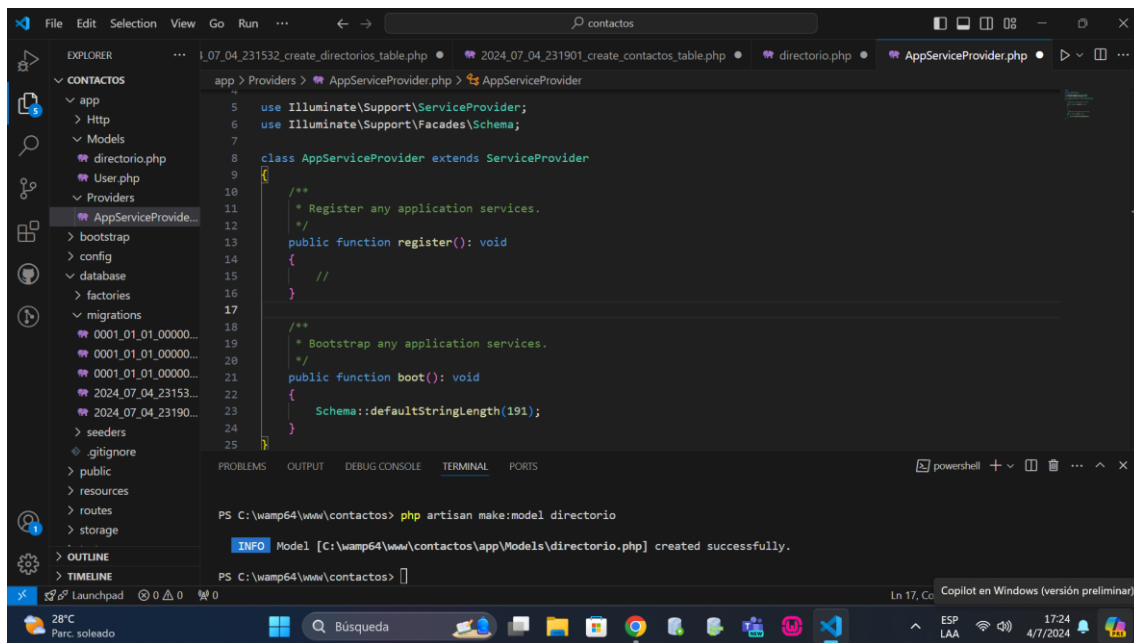 File Edit Selection View Go Run ··· contactos
EXPLORER ···
CONTACTOS
app
Http
Models
directorio.php
User.php
Providers
AppServiceProvide...
bootstrap
config
database
factories
migrations
0001_01_01_00000...
0001_01_01_00000...
0001_01_01_00000...
2024_07_04_23153...
2024_07_04_23190...
seeders
.gitignore
public
resources
routes
storage
OUTLINE
TIMELINE
4_07_04_231532_create_directorios_table.php 2024_07_04_231901_create_contactos_table.php directorio.php AppServiceProvider.php
app > Providers > AppServiceProvider.php > AppServiceProvider
4
5 use Illuminate\Support\ServiceProvider;
6 use Illuminate\Support\Facades\Schema;
7
8 class AppServiceProvider extends ServiceProvider
9 {
10 /**
11 * Register any application services.
12 */
13 public function register(): void
14 {
15 //
16 }
17
18 /**
19 * Bootstrap any application services.
20 */
21 public function boot(): void
22 {
23 Schema::defaultStringLength(191);
24 }
25 }
PROBLEMS OUTPUT DEBUG CONSOLE TERMINAL PORTS powershell
PS C:\wamp64\www\contactos> php artisan make:model directorio
INFO Model [C:\wamp64\www\contactos\app\Models\directorio.php] created successfully.
PS C:\wamp64\www\contactos>
Launchpad 0 0 0 Ln 17, Co
Copilot en Windows (versión preliminar)
28°C
Parc. soleado
Búsqueda
ESP
LAA
17:24
4/7/2024